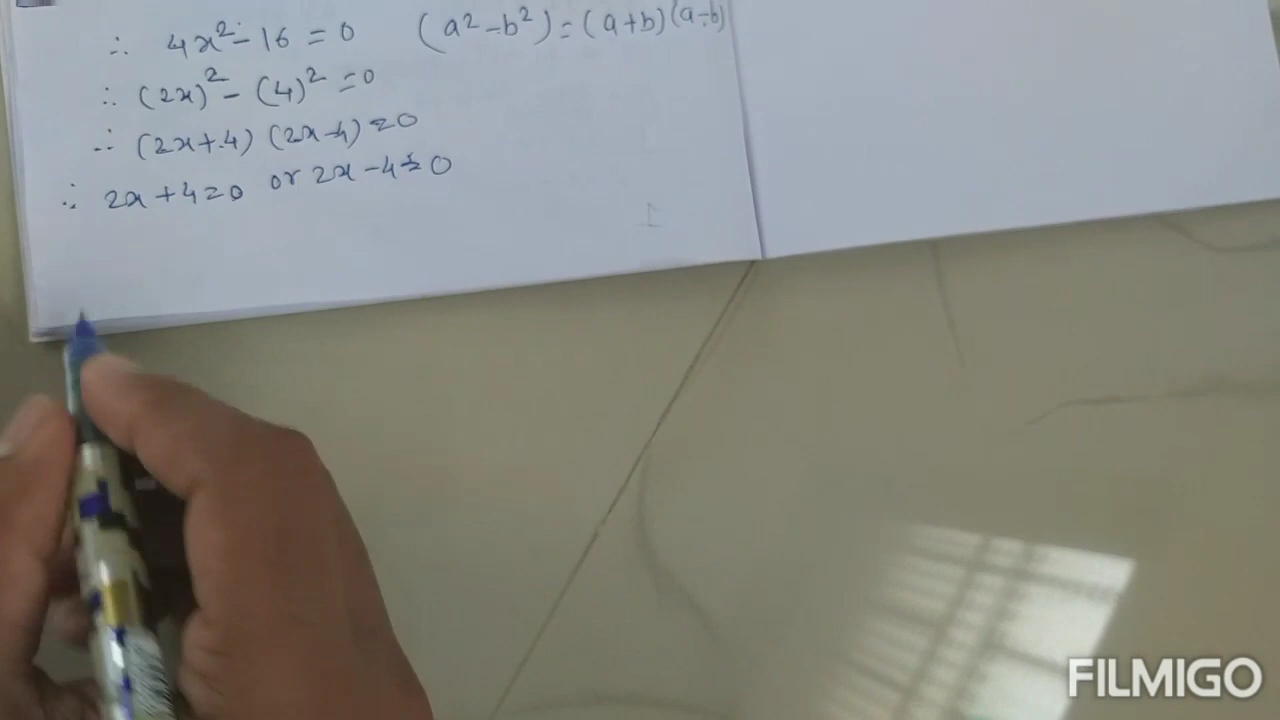 ∴ 4x² - 16 = 0 (a² - b²) = (a+b) (a-b)
∴ (2x)² - (4)² = 0
∴ (2x+4) (2x-4) = 0
∴ 2x + 4 = 0 or 2x - 4 = 0
FILMIGO